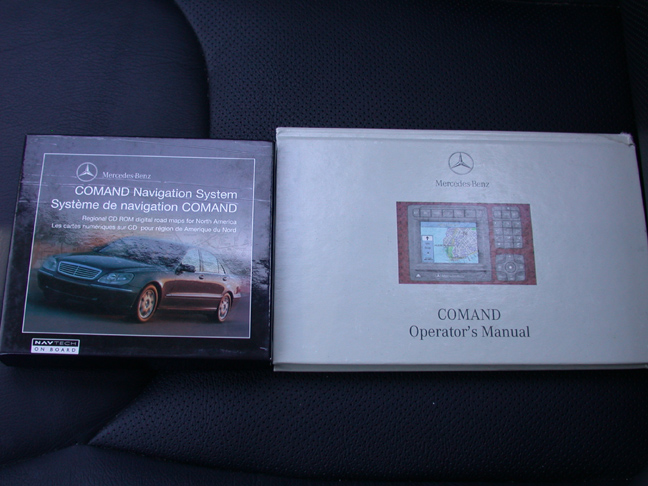 Mercedes-Benz
COMAND Navigation System
Système de navigation COMAND
Regional CD ROM digital road maps for North America
Les cartes numériques sur CD pour région de Amerique du Nord
NAVTECH
ON BOARD
Mercedes-Benz
COMAND
Operator's Manual